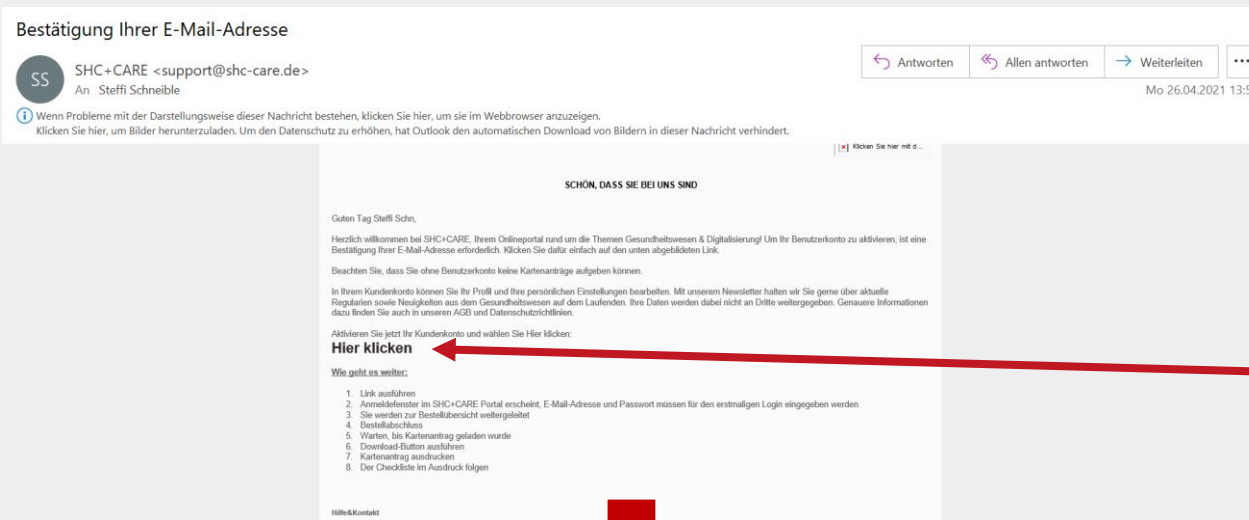 Bestätigung Ihrer E-Mail-Adresse
SS
SHC+CARE <support@shc-care.de>
An Steffi Schneible
Antworten
Allen antworten
Weiterleiten
Mo 26.04.2021 13:5
Wenn Probleme mit der Darstellungsweise dieser Nachricht bestehen, klicken Sie hier, um sie im Webbrowser anzuzeigen.
Klicken Sie hier, um Bilder herunterzuladen. Um den Datenschutz zu erhöhen, hat Outlook den automatischen Download von Bildern in dieser Nachricht verhindert.
Klicken Sie hier mit d...
SCHÖN, DASS SIE BEI UNS SIND
Guten Tag Steffi Schn,
Herzlich willkommen bei SHC+CARE, Ihrem Onlineportal rund um die Themen Gesundheitswesen & Digitalisierung! Um Ihr Benutzerkonto zu aktivieren, ist eine
Bestätigung Ihrer E-Mail-Adresse erforderlich. Klicken Sie dafür einfach auf den unten abgebildeten Link.
Beachten Sie, dass Sie ohne Benutzerkonto keine Kartenanträge aufgeben können.
In Ihrem Kundenkonto können Sie Ihr Profil und Ihre persönlichen Einstellungen bearbeiten. Mit unserem Newsletter halten wir Sie gerne über aktuelle
Regularien sowie Neuigkeiten aus dem Gesundheitswesen auf dem Laufenden. Ihre Daten werden dabei nicht an Dritte weitergegeben. Genauere Informationen
dazu finden Sie auch in unseren AGB und Datenschutzrichtlinien.
Aktivieren Sie jetzt Ihr Kundenkonto und wählen Sie Hier klicken:
Hier klicken
Wie geht es weiter:
1. Link ausführen
2. Anmeldefenster im SHC+CARE Portal erscheint, E-Mail-Adresse und Passwort müssen für den erstmaligen Login eingegeben werden
3. Sie werden zur Bestellübersicht weitergeleitet
4. Bestellabschluss
5. Warten, bis Kartenantrag geladen wurde
6. Download-Button ausführen
7. Kartenantrag ausdrucken
8. Der Checkliste im Ausdruck folgen
Hilfe&Kontakt